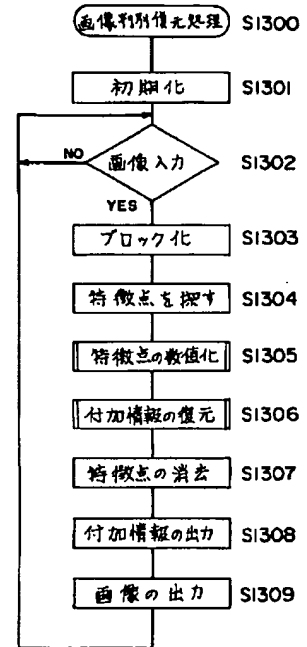 画像判別復元処理 S1300
初期化 S1301
NO 画像入力 S1302
YES
ブロック化 S1303
特徴点を探す S1304
特徴点の数値化 S1305
付加情報の復元 S1306
特徴点の消去 S1307
付加情報の出力 S1308
画像の出力 S1309